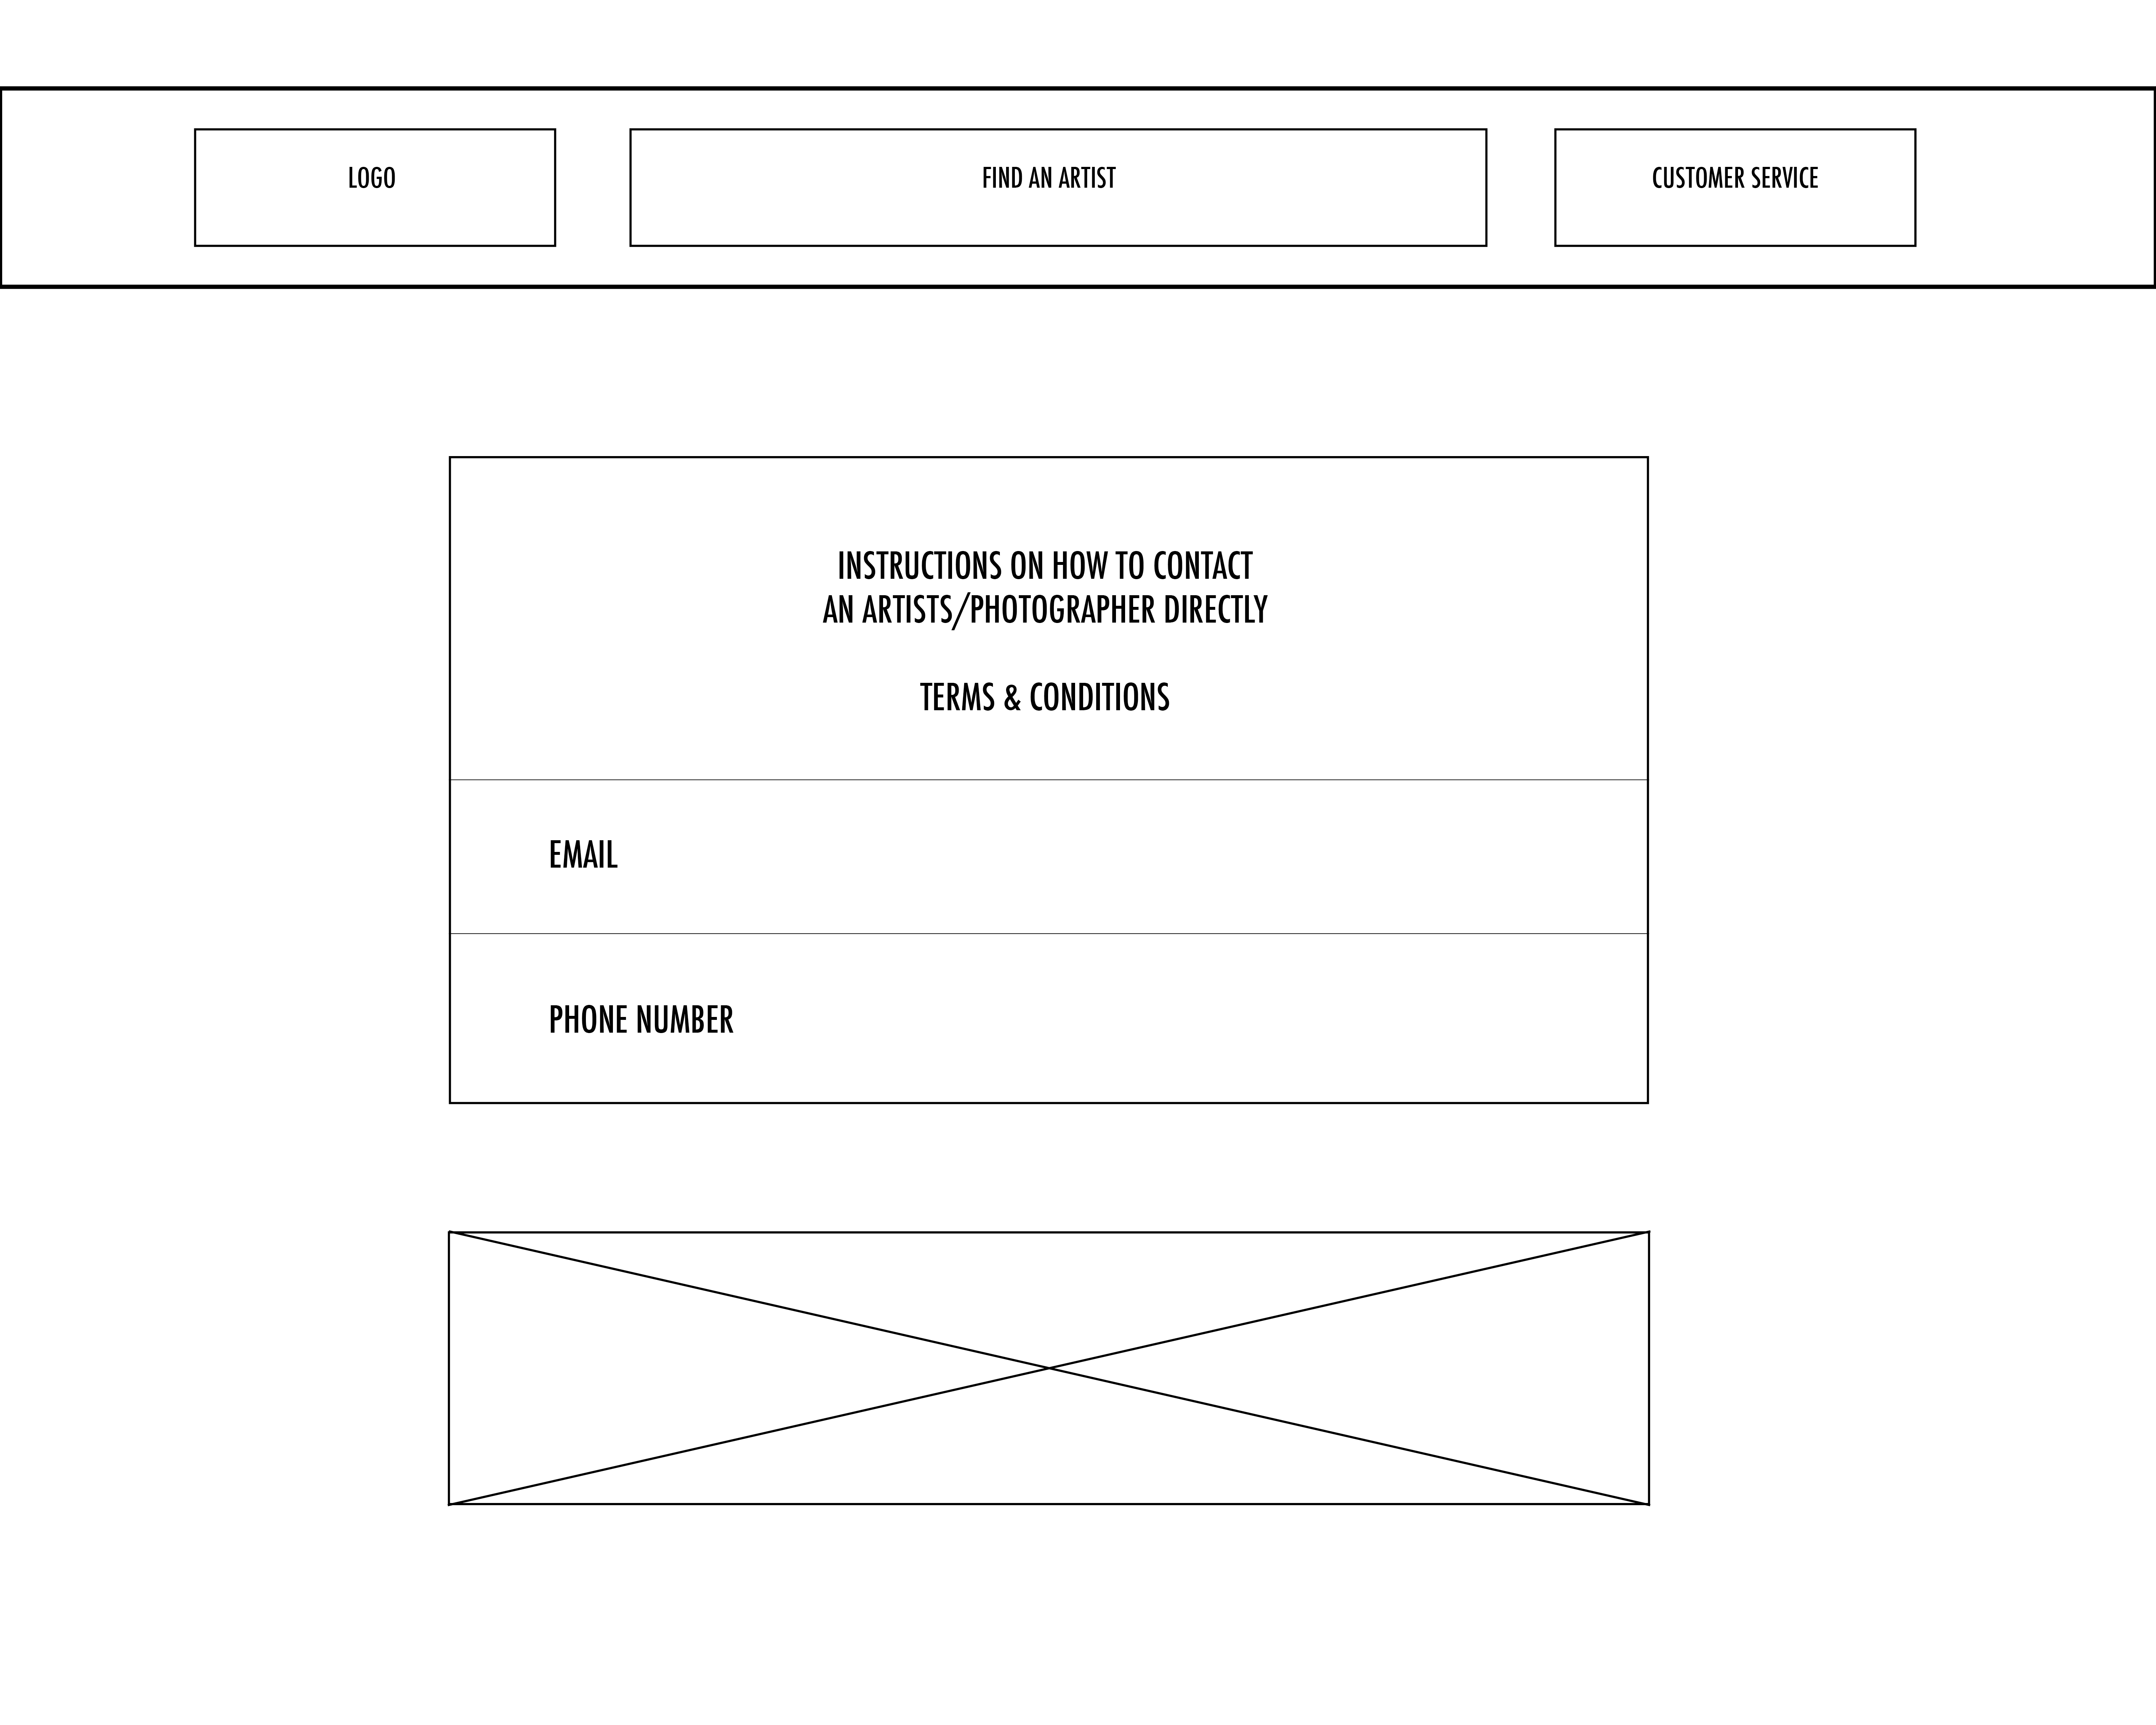 LOGO
FIND AN ARTIST
CUSTOMER SERVICE
INSTRUCTIONS ON HOW TO CONTACT
AN ARTISTS/PHOTOGRAPHER DIRECTLY
TERMS & CONDITIONS
EMAIL
PHONE NUMBER